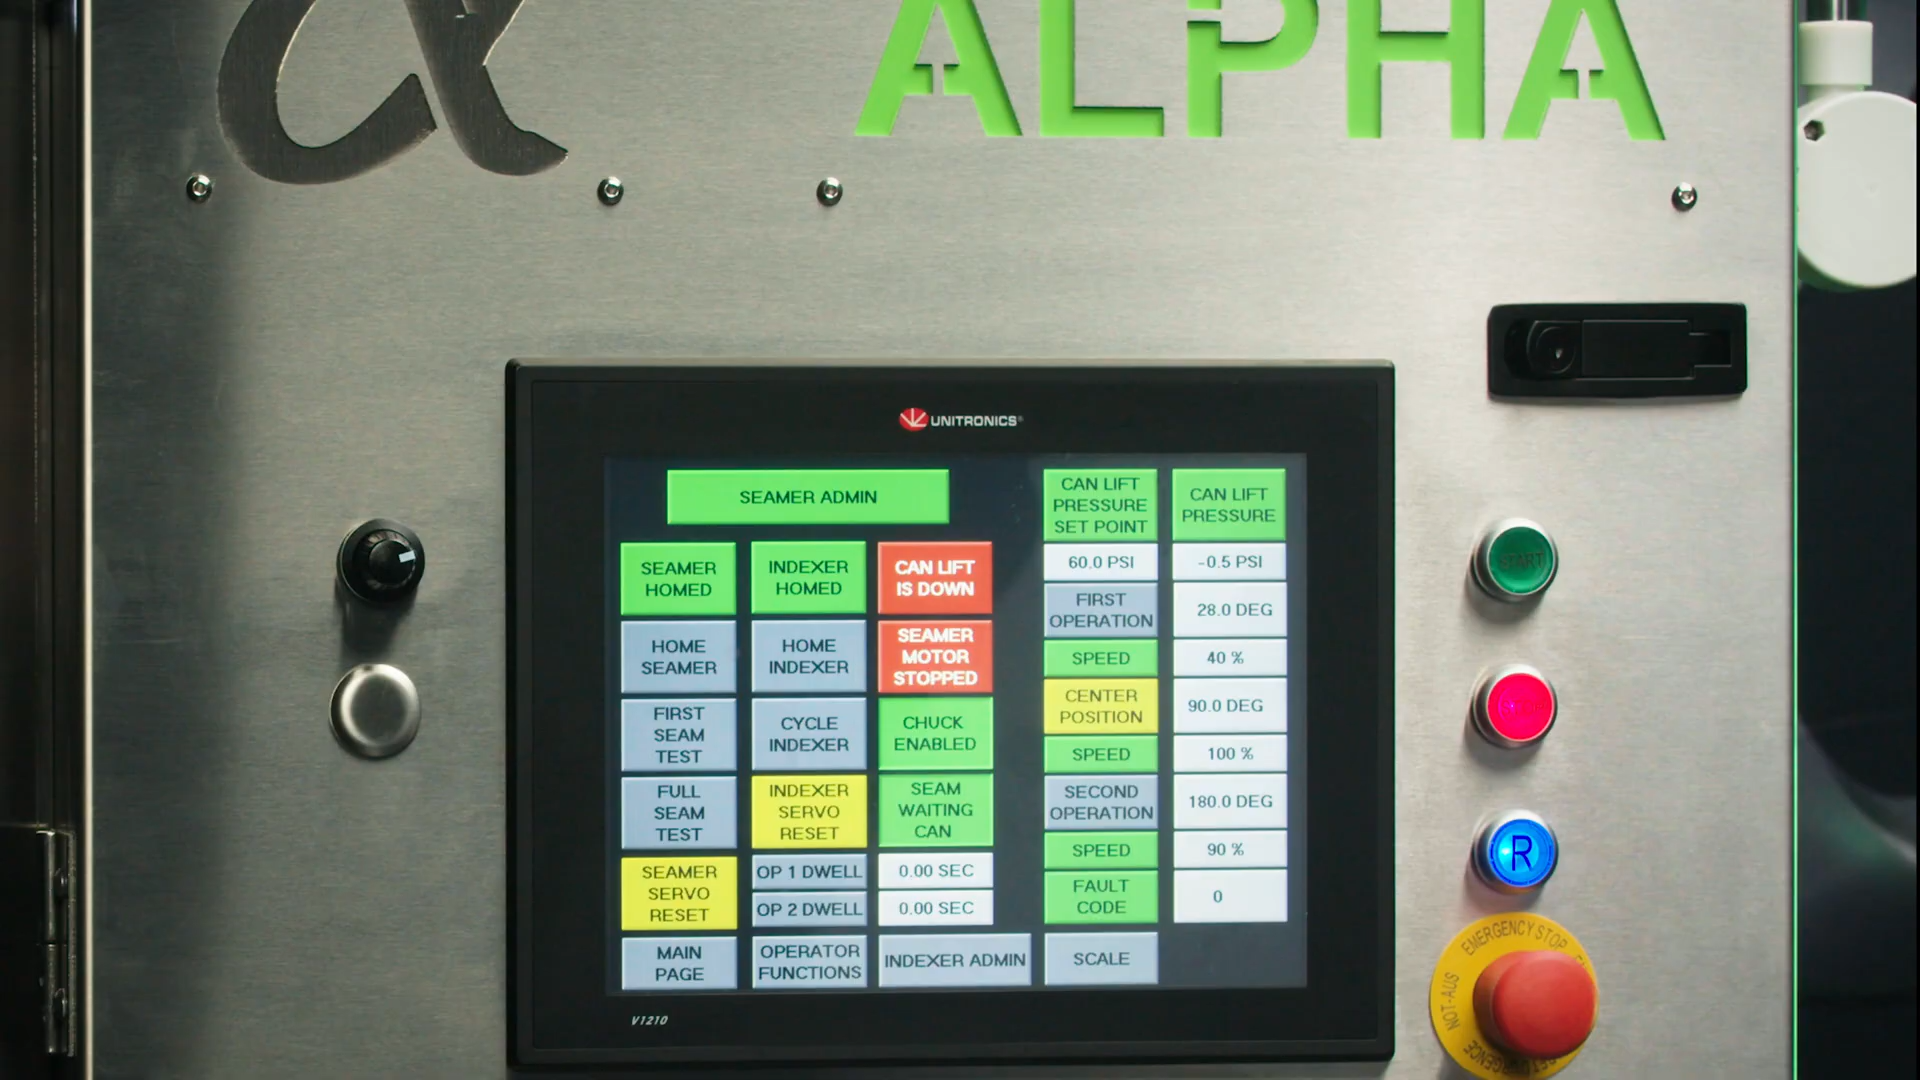 α
ALPHA
UNITRONICS®
SEAMER ADMIN
CAN LIFT
PRESSURE
SET POINT
CAN LIFT
PRESSURE
SEAMER
HOMED
INDEXER
HOMED
CAN LIFT
IS DOWN
60.0 PSI
-0.5 PSI
HOME
SEAMER
HOME
INDEXER
SEAMER
MOTOR
STOPPED
FIRST
OPERATION
28.0 DEG
SPEED
40 %
FIRST
SEAM
TEST
CYCLE
INDEXER
CHUCK
ENABLED
CENTER
POSITION
90.0 DEG
SPEED
100 %
FULL
SEAM
TEST
INDEXER
SERVO
RESET
SEAM
WAITING
CAN
SECOND
OPERATION
180.0 DEG
SPEED
90 %
SEAMER
SERVO
RESET
OP 1 DWELL
0.00 SEC
OP 2 DWELL
0.00 SEC
FAULT
CODE
0
MAIN
PAGE
OPERATOR
FUNCTIONS
INDEXER ADMIN
SCALE
V1210
START
R
EMERGENCY STOP
NOT-AUS